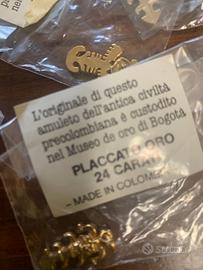 L'originale di questo
amuleto dell'antica civiltà
precolombiana è custodito
nel Museo de oro di Bogotà
PLACCATO ORO
24 CARATI
- MADE IN COLOMBIA